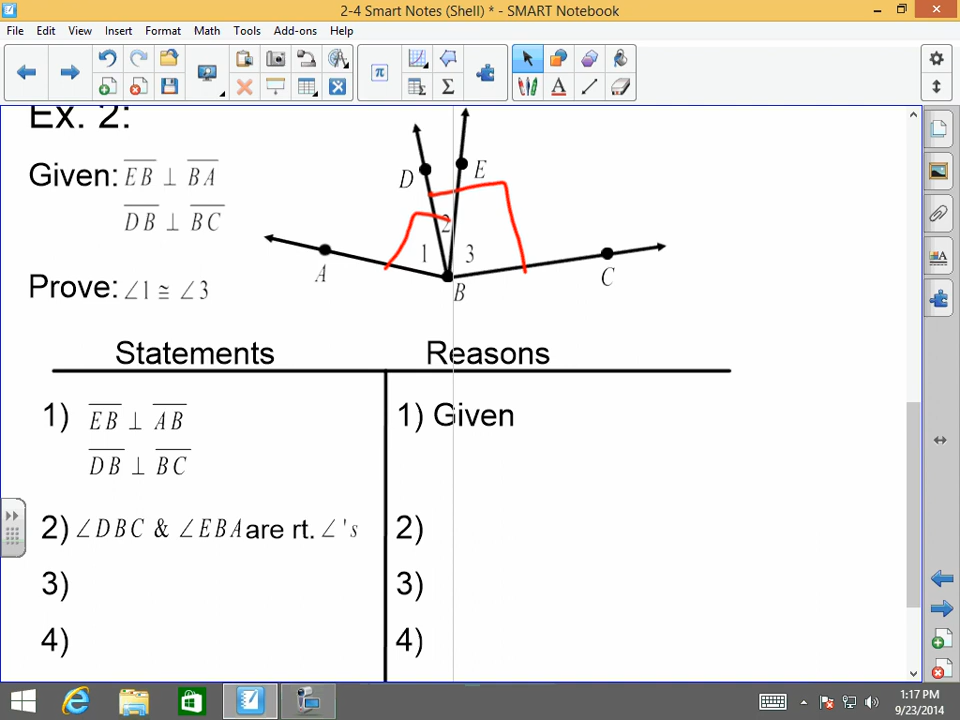 2-4 Smart Notes (Shell) * - SMART Notebook
File Edit View Insert Format Math Tools Add-ons Help
Ex. 2:
Given: EB ⊥ BA
DB ⊥ BC
Prove: ∠1 ≅ ∠3
D E
2
1 3
A B C
Statements Reasons
1) EB ⊥ AB 1) Given
DB ⊥ BC
2) ∠DBC & ∠EBA are rt. ∠'s 2)
3) 3)
4) 4)
1:17 PM
9/23/2014